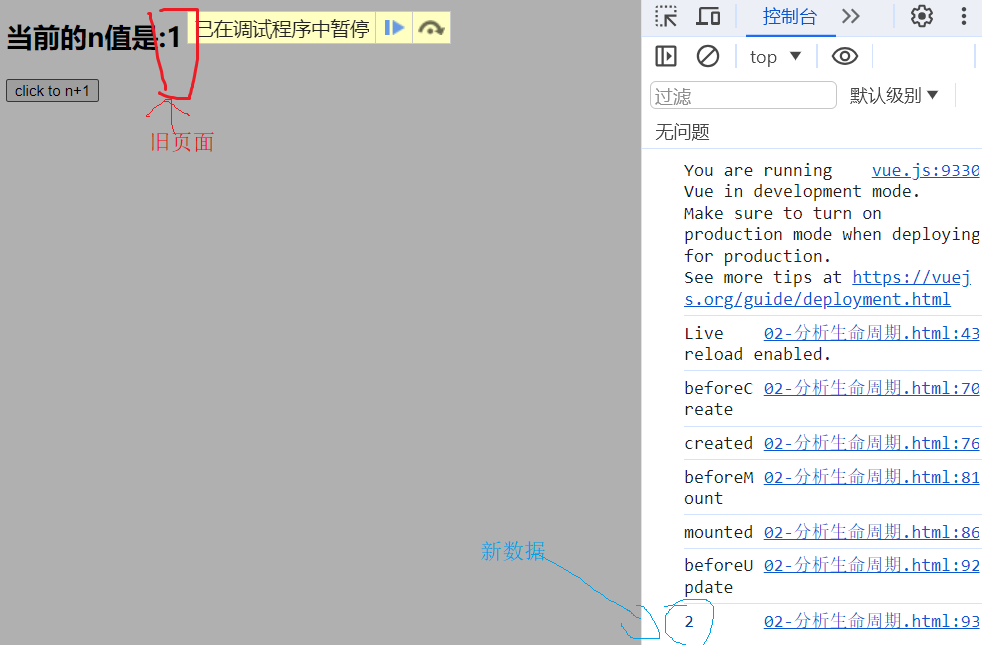 当前的n值是:1
已在调试程序中暂停
click to n+1
旧页面
新数据
控制台
top
过滤
默认级别
无问题
You are running vue.js:9330
Vue in development mode.
Make sure to turn on
production mode when deploying
for production.
See more tips at https://vuej
s.org/guide/deployment.html
Live 02-分析生命周期.html:43
reload enabled.
beforeC 02-分析生命周期.html:70
reate
created 02-分析生命周期.html:76
beforeM 02-分析生命周期.html:81
ount
mounted 02-分析生命周期.html:86
beforeU 02-分析生命周期.html:92
pdate
2 02-分析生命周期.html:93